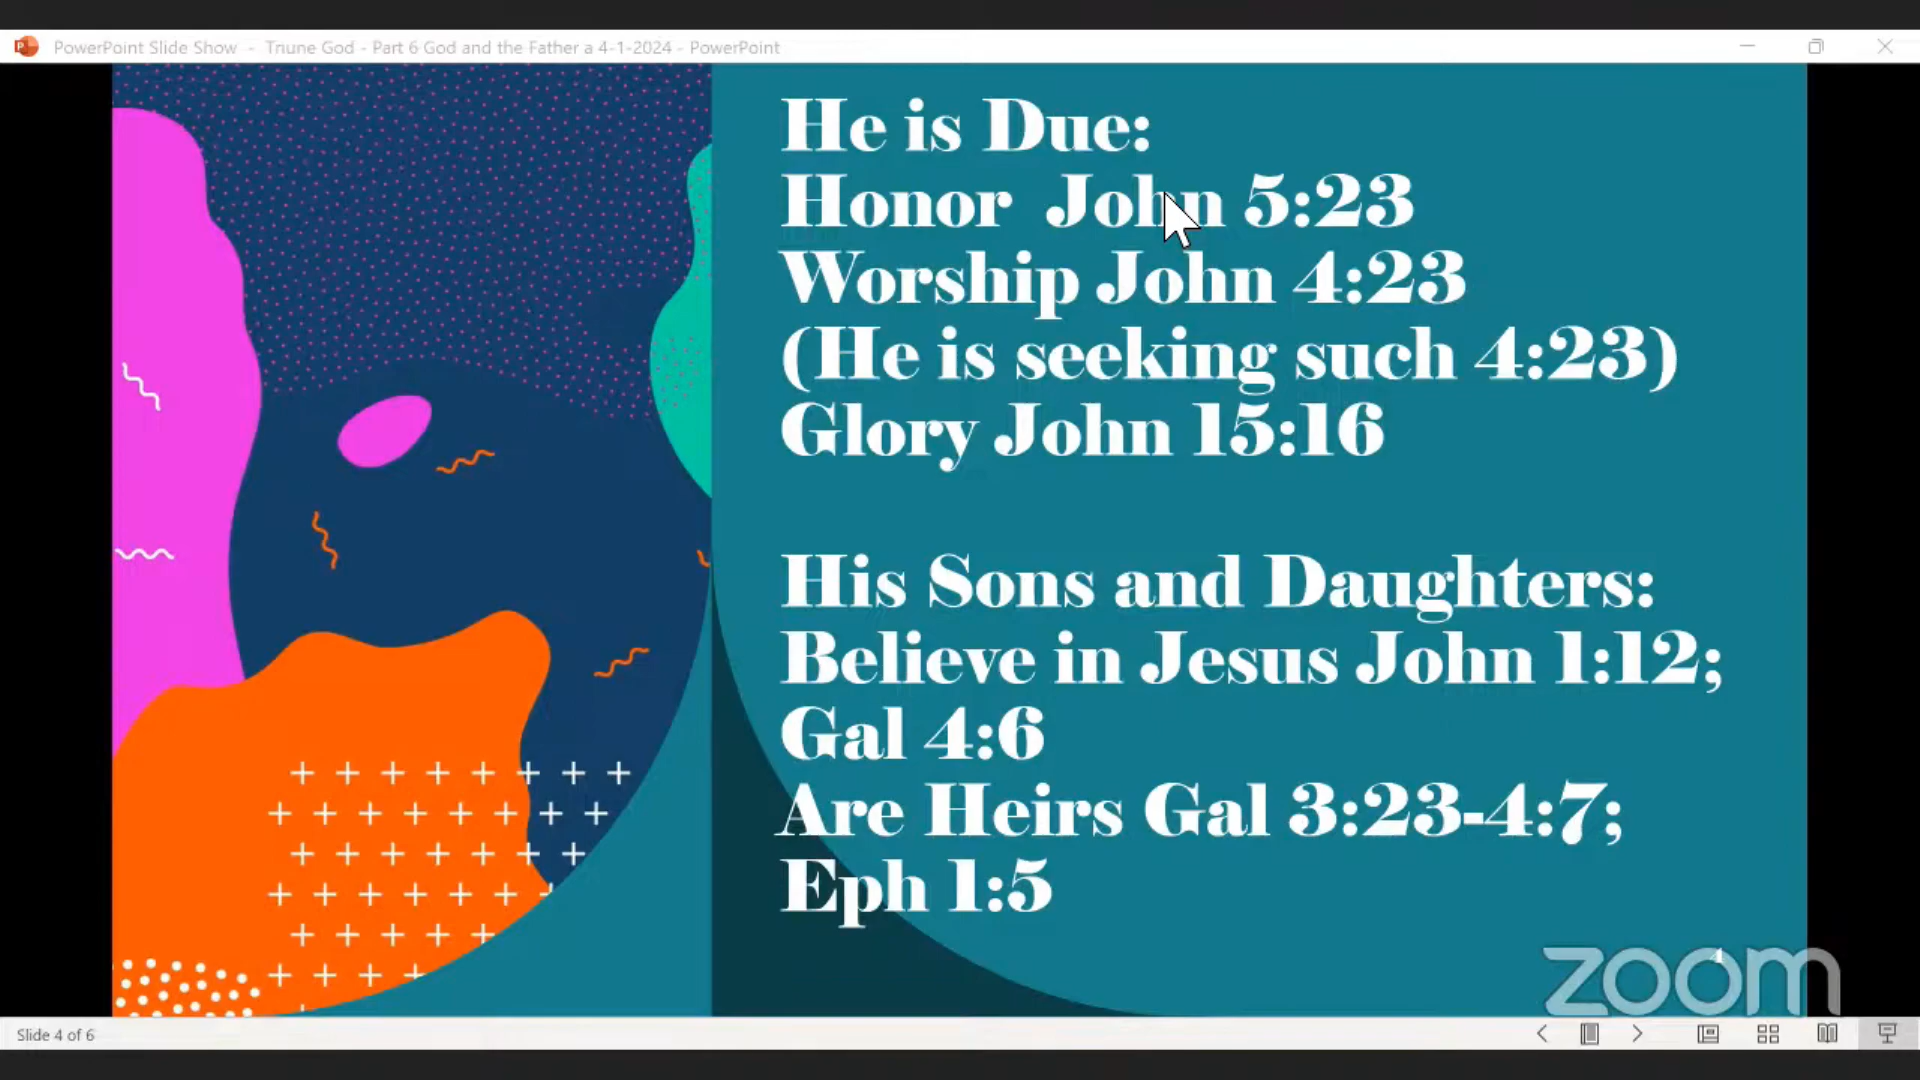 PowerPoint Slide Show - Triune God - Part 6 God and the Father a 4-1-2024 - PowerPoint
He is Due:
Honor John 5:23
Worship John 4:23
(He is seeking such 4:23)
Glory John 15:16
His Sons and Daughters:
Believe in Jesus John 1:12;
Gal 4:6
Are Heirs Gal 3:23-4:7;
Eph 1:5
4
zoom
Slide 4 of 6